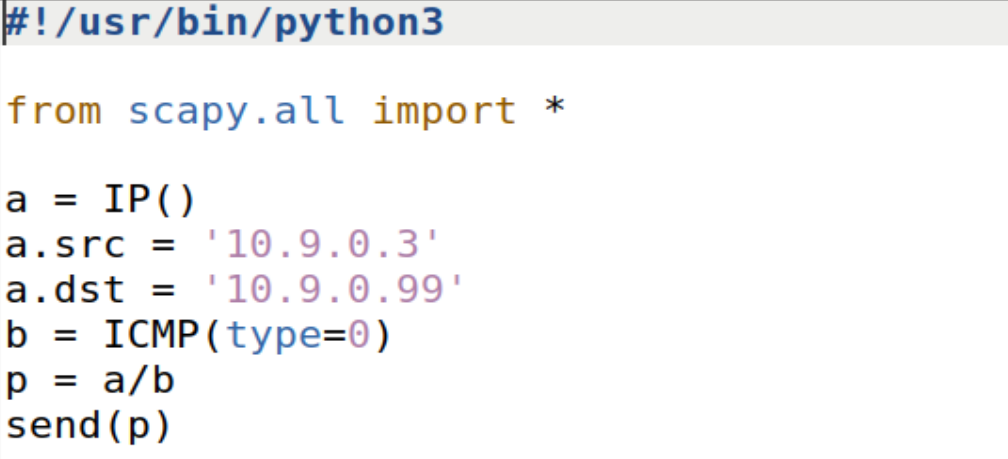 #!/usr/bin/python3
from scapy.all import *
a = IP()
a.src = '10.9.0.3'
a.dst = '10.9.0.99'
b = ICMP(type=0)
p = a/b
send(p)